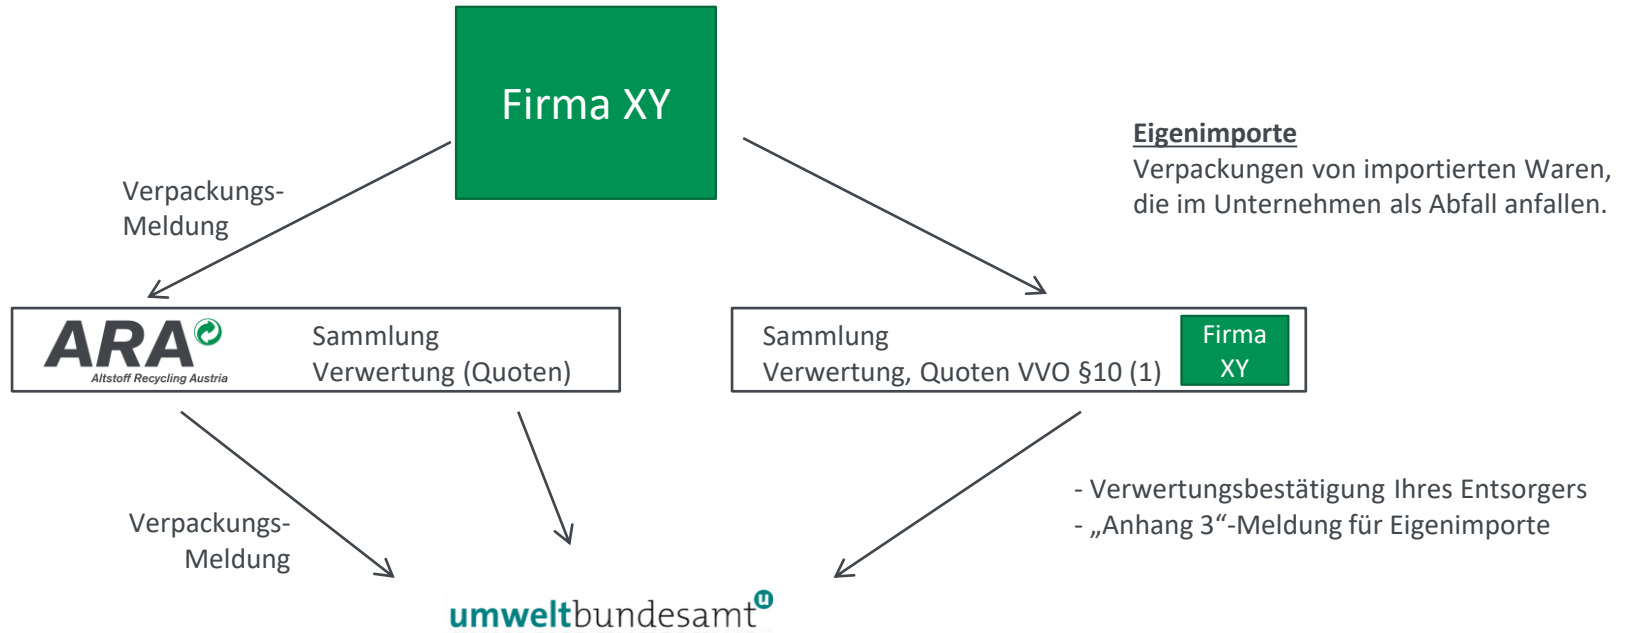 Firma XY
Eigenimporte
Verpackungen von importierten Waren,
die im Unternehmen als Abfall anfallen.
Verpackungs-
Meldung
ARA
Altstoff Recycling Austria
Sammlung
Verwertung (Quoten)
Sammlung
Verwertung, Quoten VVO §10 (1)
Firma
XY
- Verwertungsbestätigung Ihres Entsorgers
- „Anhang 3“-Meldung für Eigenimporte
Verpackungs-
Meldung
umweltbundesamt u